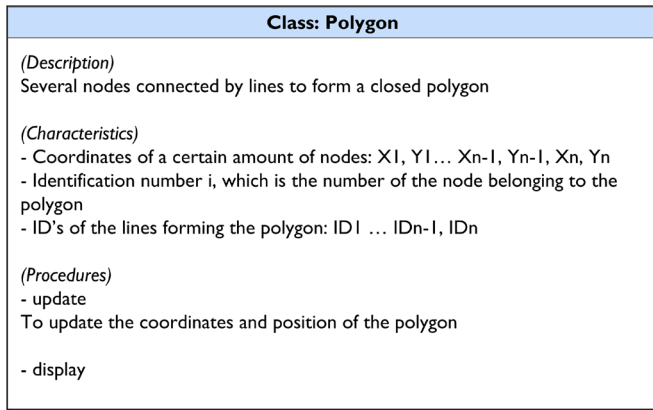 Class: Polygon
(Description)
Several nodes connected by lines to form a closed polygon
(Characteristics)
- Coordinates of a certain amount of nodes: X1, Y1... Xn-1, Yn-1, Xn, Yn
- Identification number i, which is the number of the node belonging to the
polygon
- ID's of the lines forming the polygon: ID1 ... IDn-1, IDn
(Procedures)
- update
To update the coordinates and position of the polygon
- display